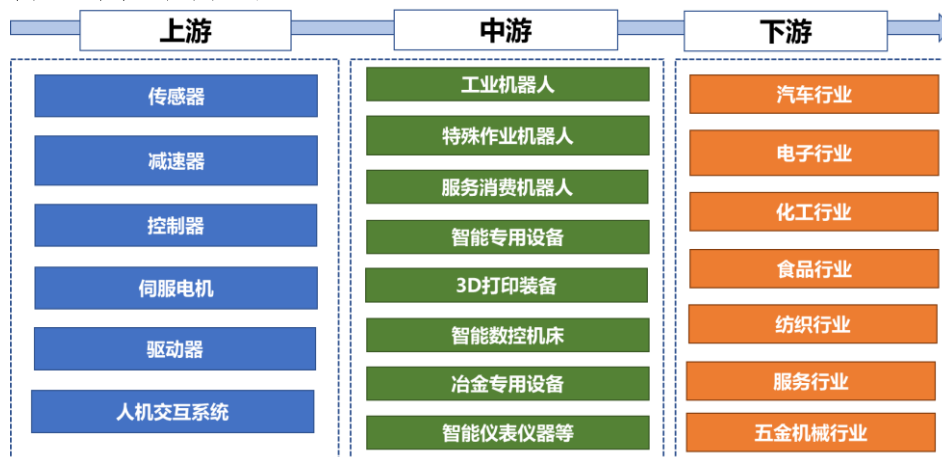 上游
中游
下游
传感器
减速器
控制器
伺服电机
驱动器
人机交互系统
工业机器人
特殊作业机器人
服务消费机器人
智能专用设备
3D打印装备
智能数控机床
冶金专用设备
智能仪表仪器等
汽车行业
电子行业
化工行业
食品行业
纺织行业
服务行业
五金机械行业